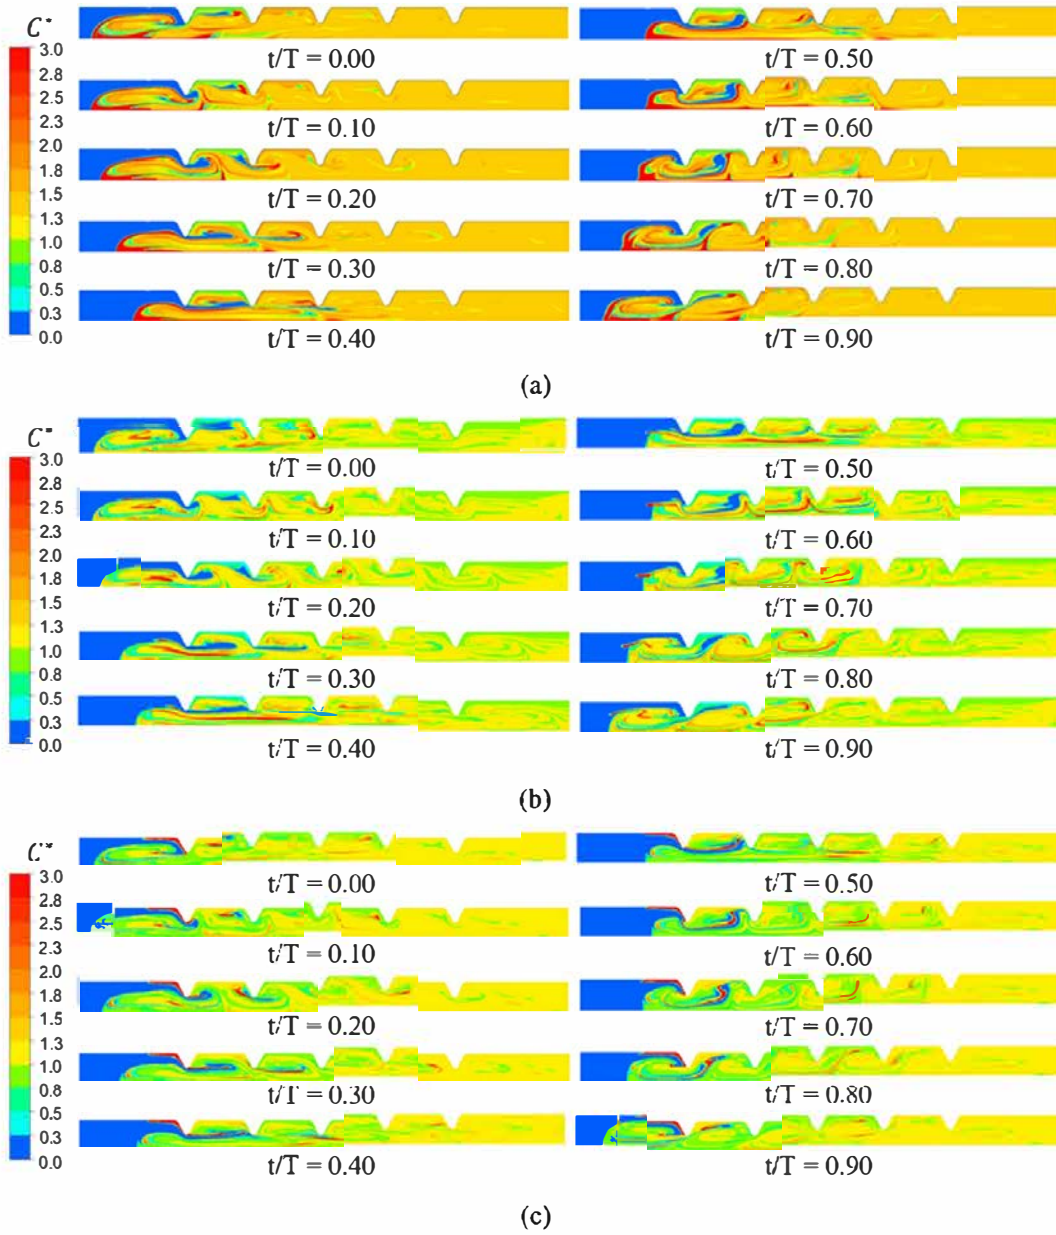 C*
3.0
2.8
2.5
2.3
2.0
1.8
1.5
1.3
1.0
0.8
0.5
0.3
0.0
t/T = 0.00
t/T = 0.50
t/T = 0.10
t/T = 0.60
t/T = 0.20
t/T = 0.70
t/T = 0.30
t/T = 0.80
t/T = 0.40
t/T = 0.90
(a)
C*
3.0
2.8
2.5
2.3
2.0
1.8
1.5
1.3
1.0
0.8
0.5
0.3
0.0
t/T = 0.00
t/T = 0.50
t/T = 0.10
t/T = 0.60
t/T = 0.20
t/T = 0.70
t/T = 0.30
t/T = 0.80
t/T = 0.40
t/T = 0.90
(b)
C*
3.0
2.8
2.5
2.3
2.0
1.8
1.5
1.3
1.0
0.8
0.5
0.3
0.0
t/T = 0.00
t/T = 0.50
t/T = 0.10
t/T = 0.60
t/T = 0.20
t/T = 0.70
t/T = 0.30
t/T = 0.80
t/T = 0.40
t/T = 0.90
(c)